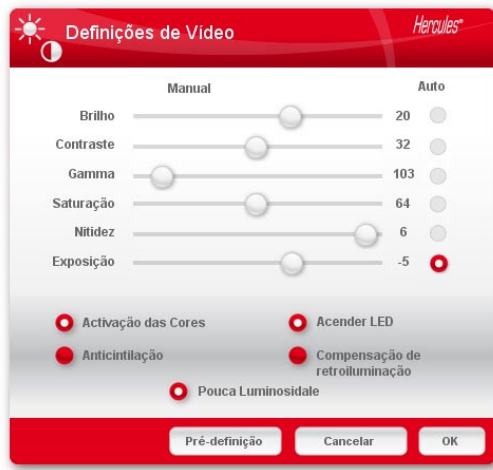 Definições de Vídeo
Hercules®
Manual Auto
Brilho 20
Contraste 32
Gamma 103
Saturação 64
Nitidez 6
Exposição -5
Activação das Cores Acender LED
Anticintilação Compensação de
retroiluminação
Pouca Luminosidale
Pré-definição Cancelar OK